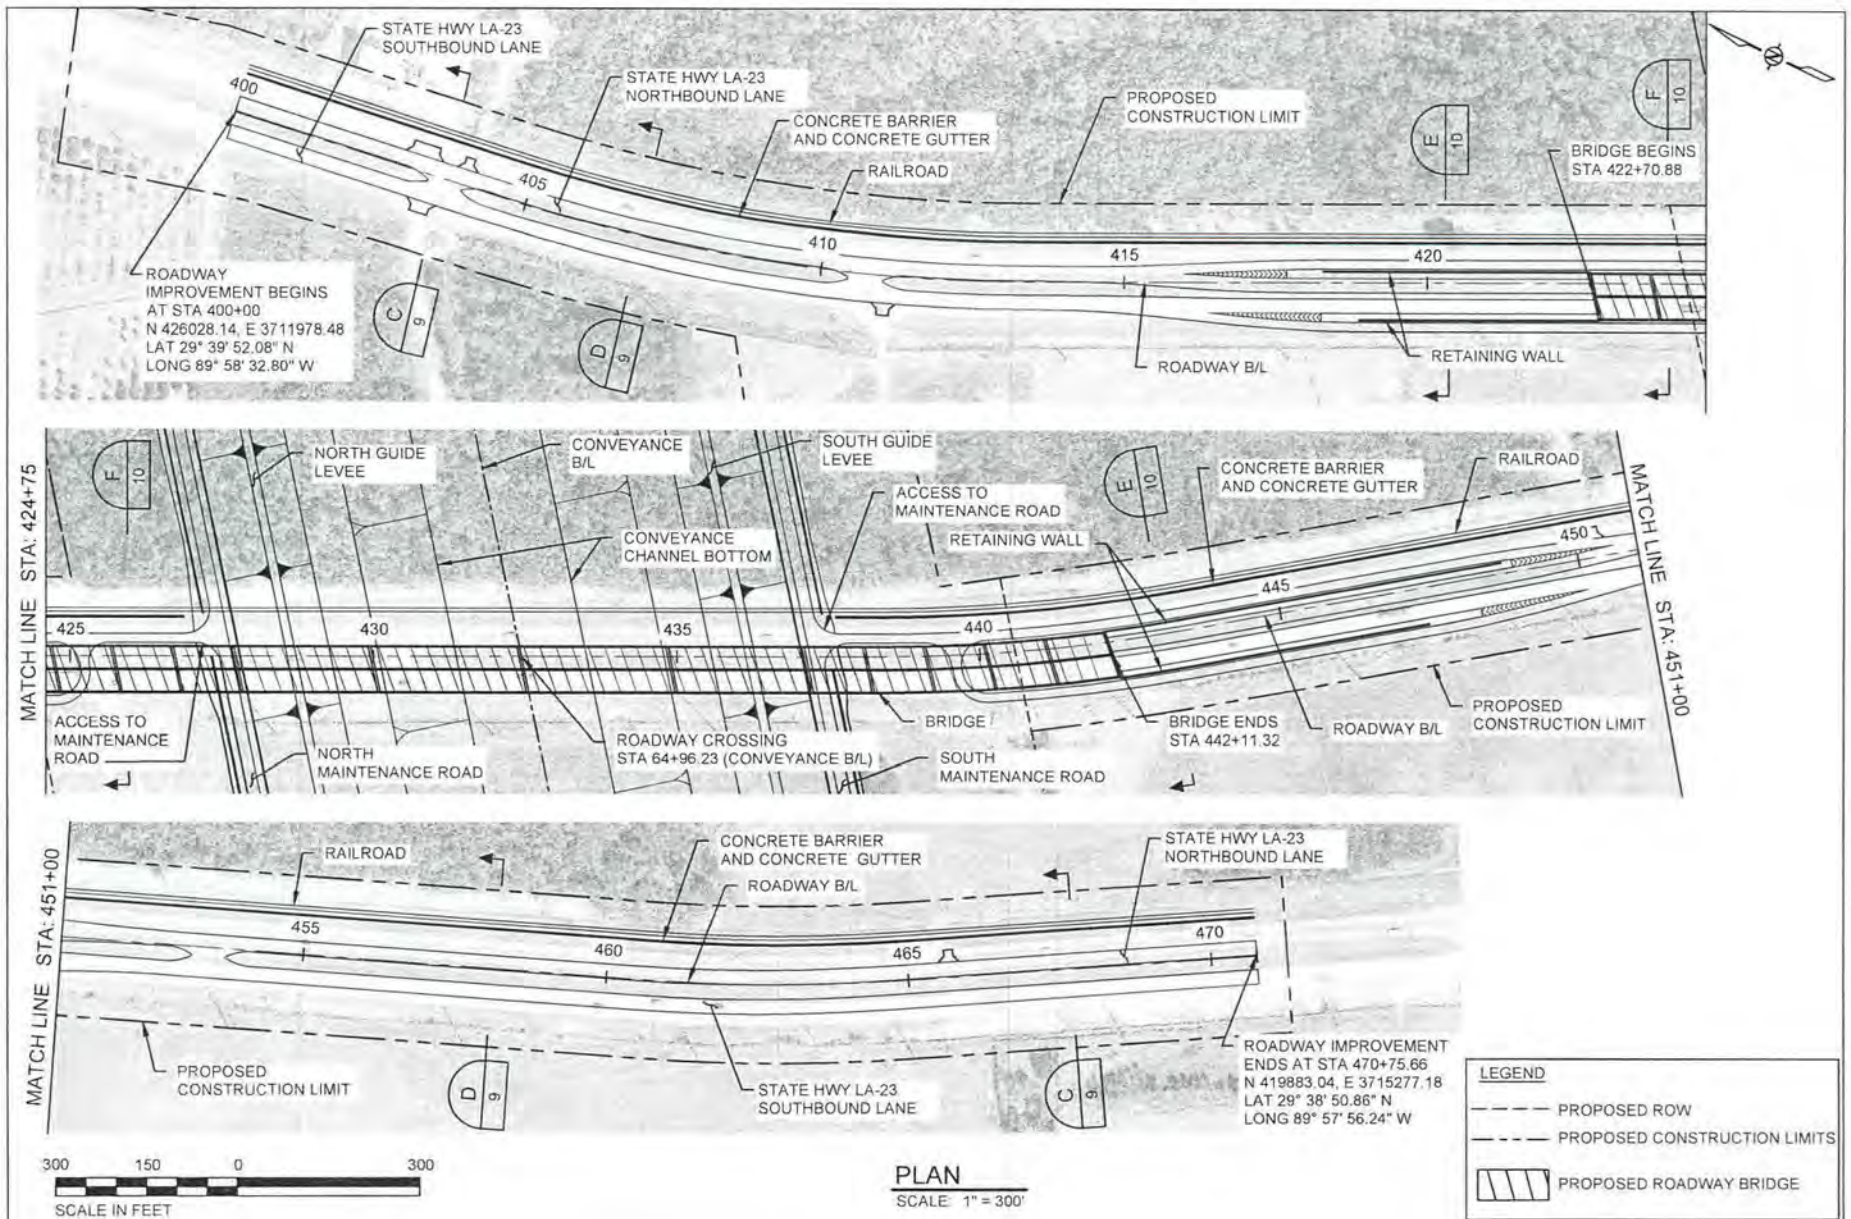 STATE HWY LA-23
SOUTHBOUND LANE
STATE HWY LA-23
NORTHBOUND LANE
CONCRETE BARRIER
AND CONCRETE GUTTER
RAILROAD
PROPOSED
CONSTRUCTION LIMIT
E
10
F
10
BRIDGE BEGINS
STA 422+70.88
N
400
405
410
415
420
ROADWAY
IMPROVEMENT BEGINS
AT STA 400+00
N 426028.14, E 3711978.48
LAT 29° 39' 52.08" N
LONG 89° 58' 32.80" W
C
9
D
9
ROADWAY B/L
RETAINING WALL
MATCH LINE STA: 424+75
F
10
NORTH GUIDE
LEVEE
CONVEYANCE
B/L
SOUTH GUIDE
LEVEE
ACCESS TO
MAINTENANCE ROAD
RETAINING WALL
E
10
CONCRETE BARRIER
AND CONCRETE GUTTER
RAILROAD
MATCH LINE STA: 451+00
CONVEYANCE
CHANNEL BOTTOM
425
430
435
440
445
450
ACCESS TO
MAINTENANCE
ROAD
NORTH
MAINTENANCE ROAD
ROADWAY CROSSING
STA 64+96.23 (CONVEYANCE B/L)
BRIDGE
SOUTH
MAINTENANCE ROAD
BRIDGE ENDS
STA 442+11.32
ROADWAY B/L
PROPOSED
CONSTRUCTION LIMIT
MATCH LINE STA: 451+00
RAILROAD
CONCRETE BARRIER
AND CONCRETE GUTTER
ROADWAY B/L
STATE HWY LA-23
NORTHBOUND LANE
455
460
465
470
PROPOSED
CONSTRUCTION LIMIT
D
9
STATE HWY LA-23
SOUTHBOUND LANE
C
9
ROADWAY IMPROVEMENT
ENDS AT STA 470+75.66
N 419883.04, E 3715277.18
LAT 29° 38' 50.86" N
LONG 89° 57' 56.24" W
300 150 0 300
SCALE IN FEET
PLAN
SCALE: 1" = 300'
LEGEND
PROPOSED ROW
PROPOSED CONSTRUCTION LIMITS
PROPOSED ROADWAY BRIDGE